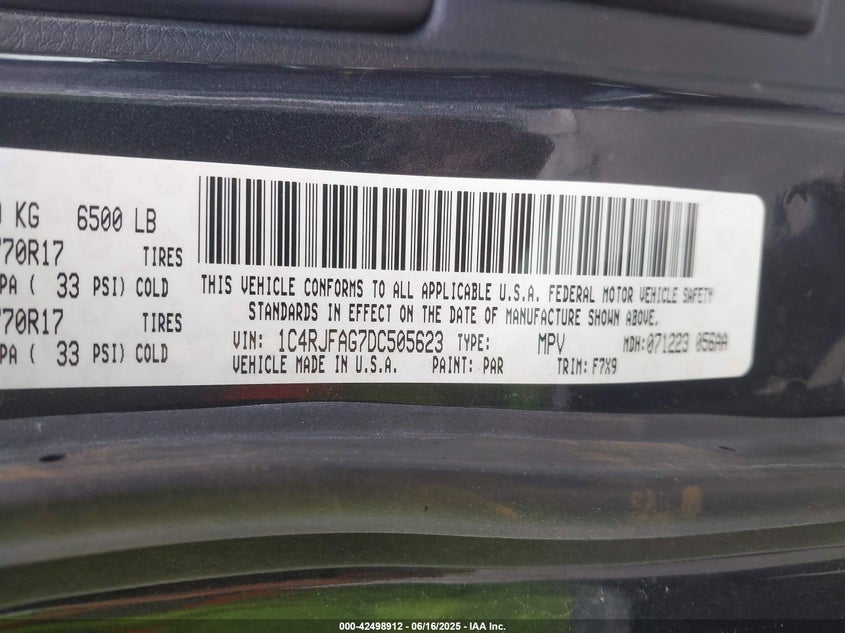 KG 6500 LB
70R17 TIRES
PA ( 33 PSI) COLD
70R17 TIRES
PA ( 33 PSI) COLD
THIS VEHICLE CONFORMS TO ALL APPLICABLE U.S.A. FEDERAL MOTOR VEHICLE SAFETY
STANDARDS IN EFFECT ON THE DATE OF MANUFACTURE SHOWN ABOVE.
VIN: 1C4RJFAG7DC505623 TYPE: MPV MDH:071223 056AA
VEHICLE MADE IN U.S.A. PAINT: PAR TRIM: F7X9
000-42498912 - 06/16/2025 - IAA Inc.